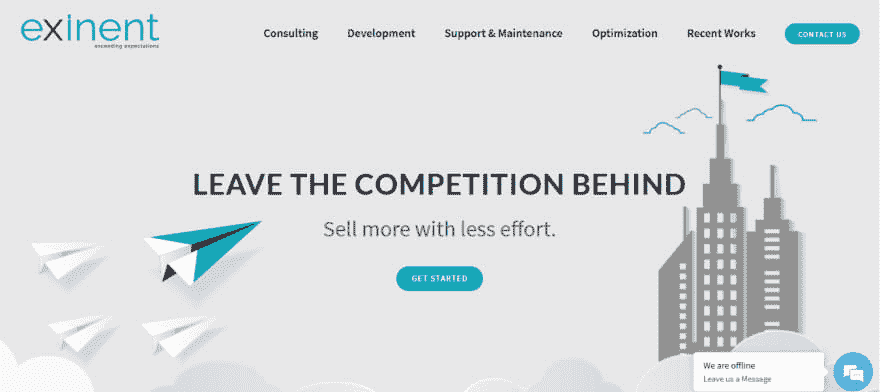 exinent
exceeding expectations
Consulting
Development
Support & Maintenance
Optimization
Recent Works
CONTACT US
LEAVE THE COMPETITION BEHIND
Sell more with less effort.
GET STARTED
We are offline
Leave us a Message